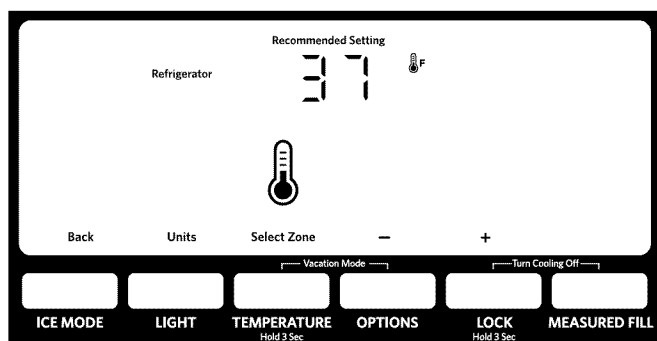 Recommended Setting
Refrigerator 37 F
Back Units Select Zone – +
Vacation Mode Turn Cooling Off
ICE MODE LIGHT TEMPERATURE OPTIONS LOCK MEASURED FILL
Hold 3 Sec Hold 3 Sec